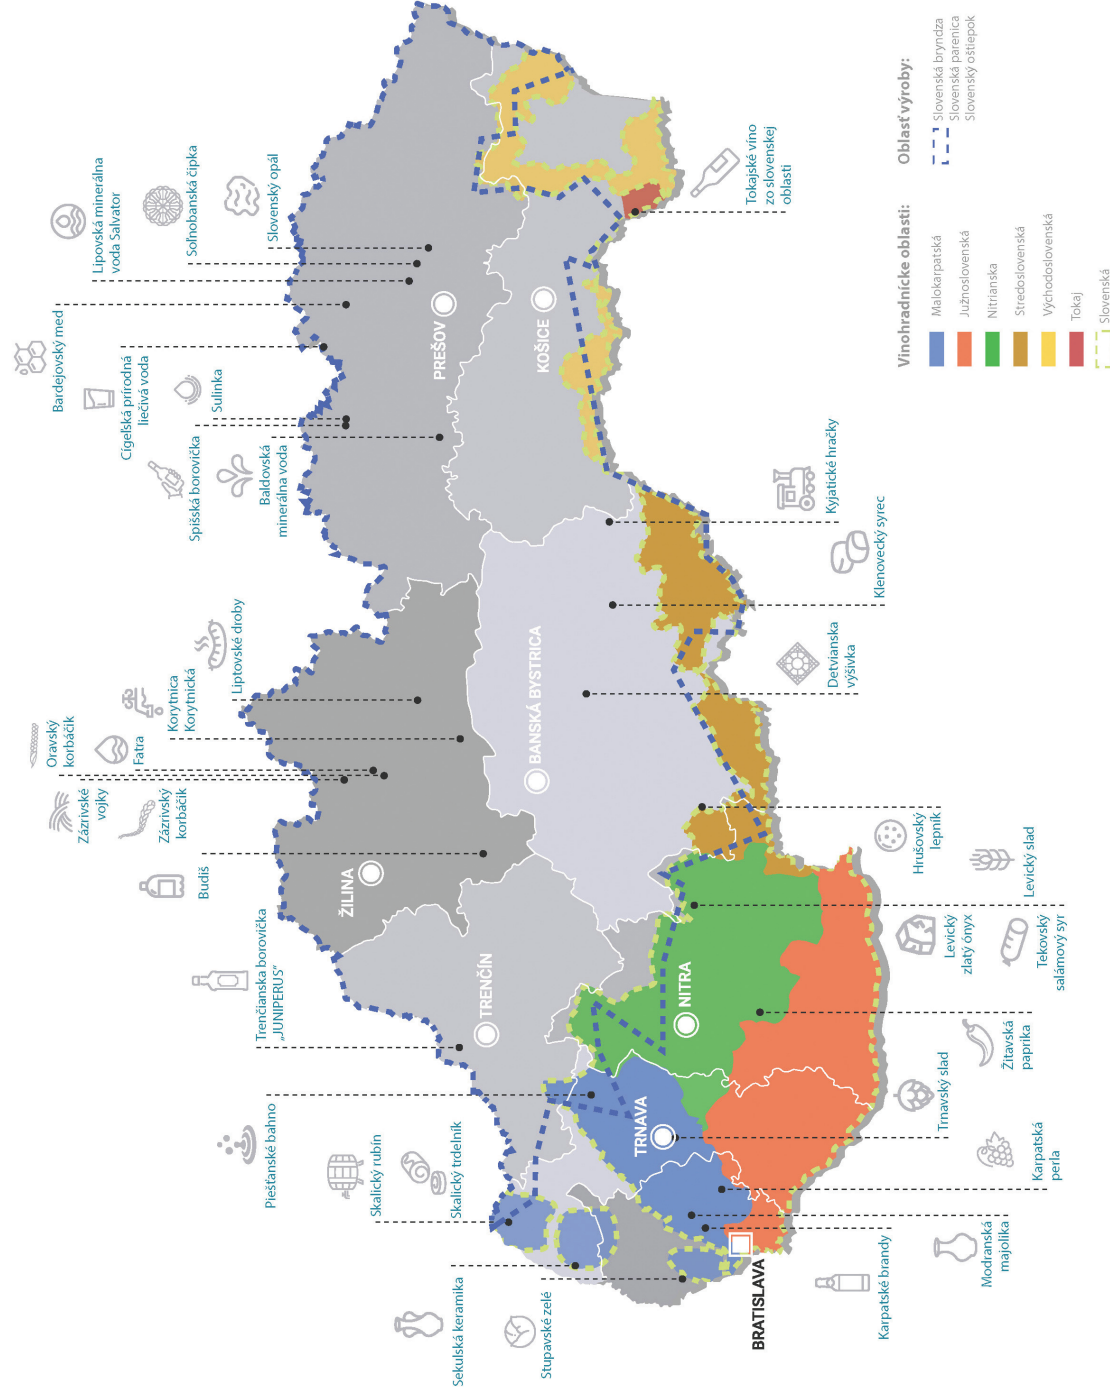 Sekulská keramika
Stupavské zelé
Skalický rubín
Skalický trdelník
Piešťanské bahno
Trenčianska borovička
„JUNIPERUS“
Budiš
Zázrivské
vojky
Zázrivský
korbáčik
Oravský
korbáčik
Fatra
Korytnica
Korytnická
Liptovské droby
Spišská borovička
Baldovská
minerálna voda
Sulinka
Cígeľská prírodná
liečivá voda
Bardejovský med
Lipovská minerálna
voda Salvator
Soľnobanská čipka
Slovenský opál
ŽILINA
TRENČÍN
PREŠOV
KOŠICE
BANSKÁ BYSTRICA
NITRA
TRNAVA
BRATISLAVA
Karpatské brandy
Modranská
majolika
Karpatská
perla
Trnavský slad
Žitavská
paprika
Levický
zlatý ónyx
Tekovský
salámový syr
Levický slad
Hrušovský
lepník
Detvianska
výšivka
Klenovecký syrec
Kyjatické hračky
Tokajské víno
zo slovenskej
oblasti
Vinohradnícke oblasti:
Malokarpatská
Južnoslovenská
Nitrianska
Stredoslovenská
Východoslovenská
Tokaj
Slovenská
Oblasť výroby:
Slovenská bryndza
Slovenská parenica
Slovenský oštiepok